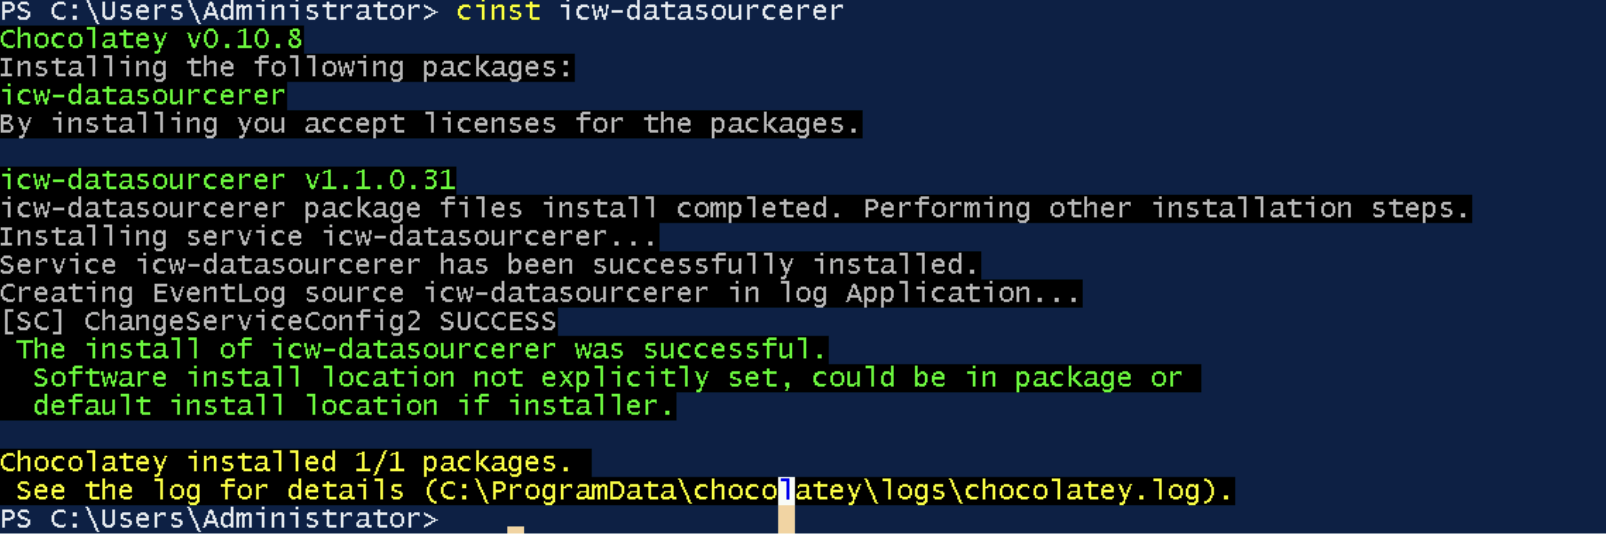 PS C:\Users\Administrator> cinst icw-datasourcerer
Chocolatey v0.10.8
Installing the following packages:
icw-datasourcerer
By installing you accept licenses for the packages.
icw-datasourcerer v1.1.0.31
icw-datasourcerer package files install completed. Performing other installation steps.
Installing service icw-datasourcerer...
Service icw-datasourcerer has been successfully installed.
Creating EventLog source icw-datasourcerer in log Application...
[SC] ChangeServiceConfig2 SUCCESS
The install of icw-datasourcerer was successful.
Software install location not explicitly set, could be in package or
default install location if installer.
Chocolatey installed 1/1 packages.
See the log for details (C:\ProgramData\chocolatey\logs\chocolatey.log).
PS C:\Users\Administrator>